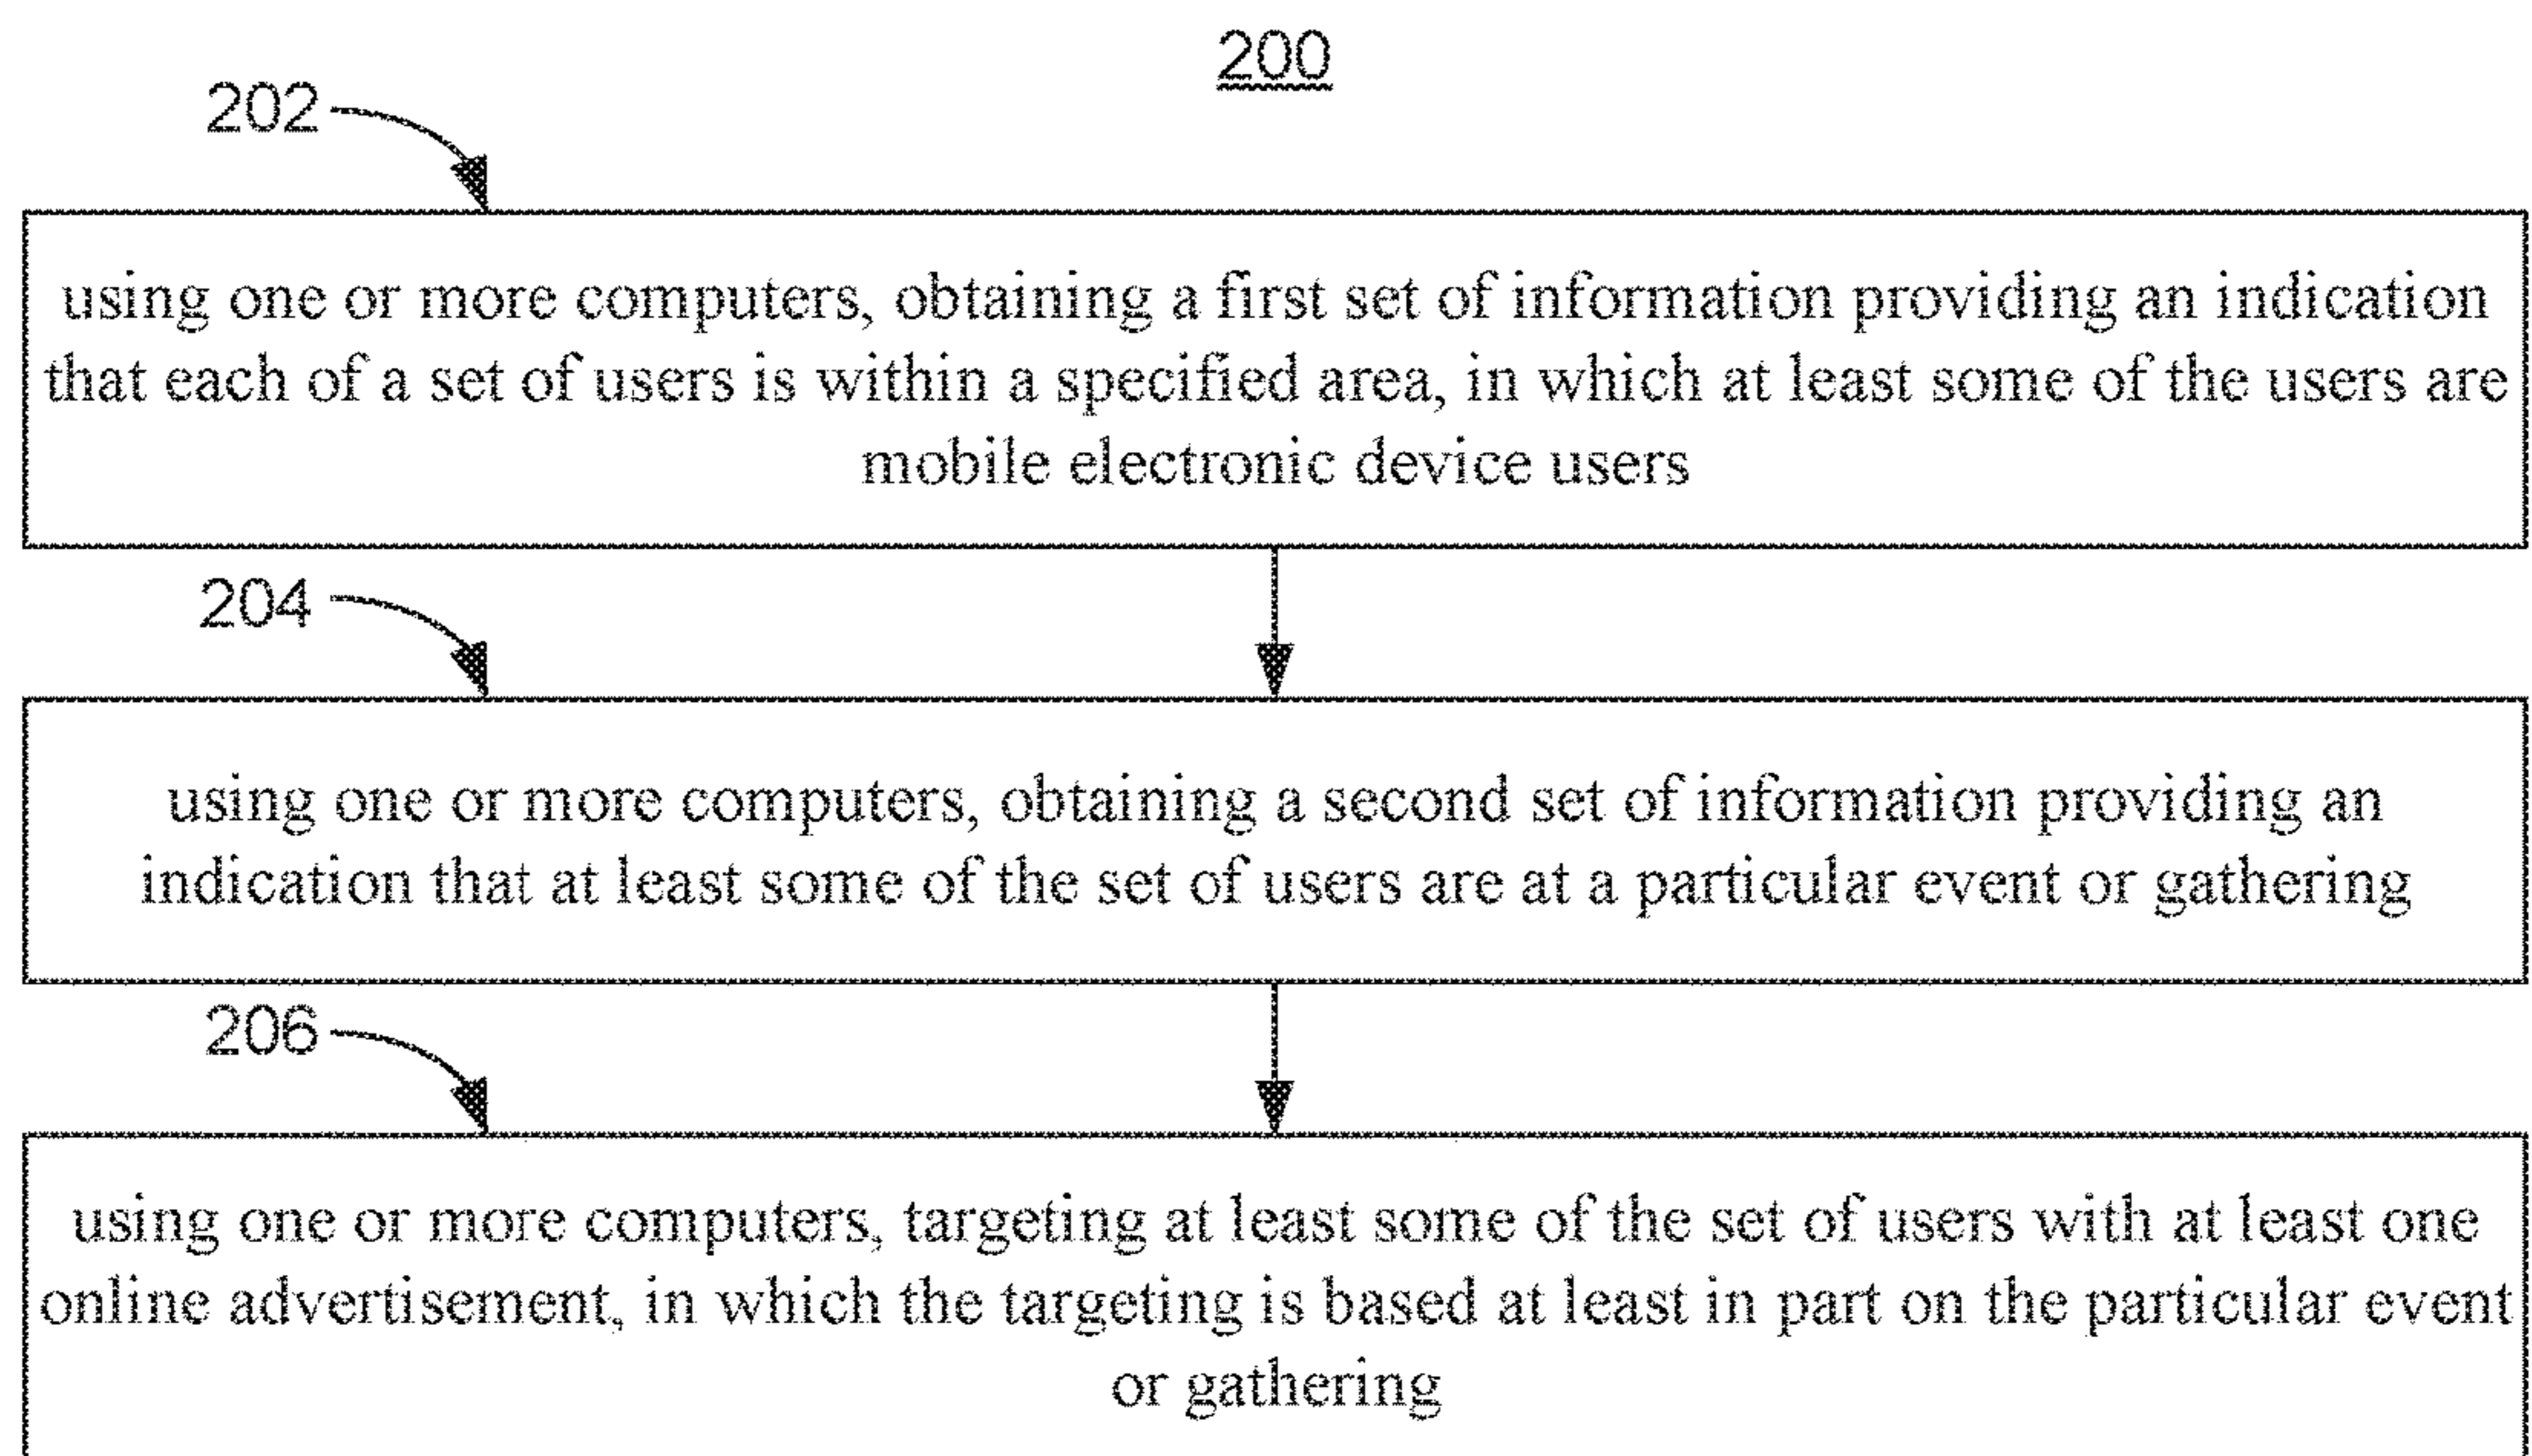 200
202
using one or more computers, obtaining a first set of information providing an indication
that each of a set of users is within a specified area, in which at least some of the users are
mobile electronic device users
204
using one or more computers, obtaining a second set of information providing an
indication that at least some of the set of users are at a particular event or gathering
206
using one or more computers, targeting at least some of the set of users with at least one
online advertisement, in which the targeting is based at least in part on the particular event
or gathering